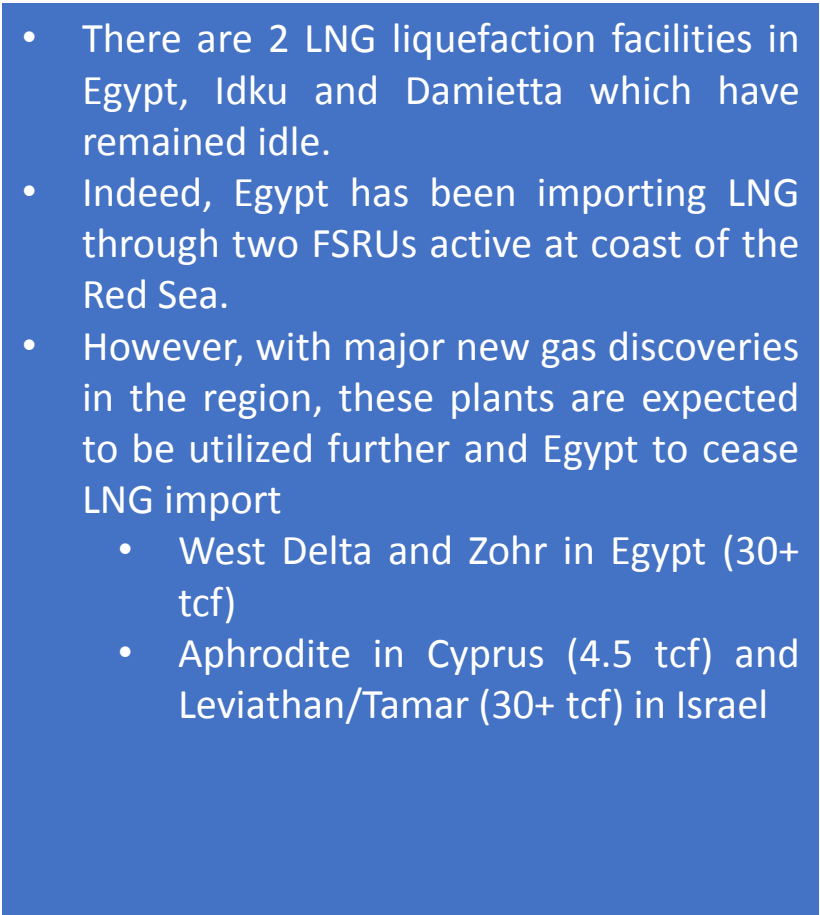 • There are 2 LNG liquefaction facilities in
Egypt, Idku and Damietta which have
remained idle.
• Indeed, Egypt has been importing LNG
through two FSRUs active at coast of the
Red Sea.
• However, with major new gas discoveries
in the region, these plants are expected
to be utilized further and Egypt to cease
LNG import
• West Delta and Zohr in Egypt (30+
tcf)
• Aphrodite in Cyprus (4.5 tcf) and
Leviathan/Tamar (30+ tcf) in Israel